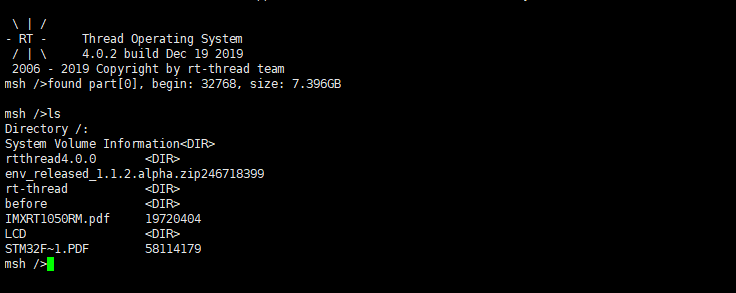 \ | /
- RT -     Thread Operating System
/ | \     4.0.2 build Dec 19 2019
2006 - 2019 Copyright by rt-thread team
msh />found part[0], begin: 32768, size: 7.396GB
msh />ls
Directory /:
System Volume Information<DIR>
rtthread4.0.0       <DIR>
env_released_1.1.2.alpha.zip246718399
rt-thread           <DIR>
before              <DIR>
IMXRT1050RM.pdf     19720404
LCD                 <DIR>
STM32F~1.PDF        58114179
msh />